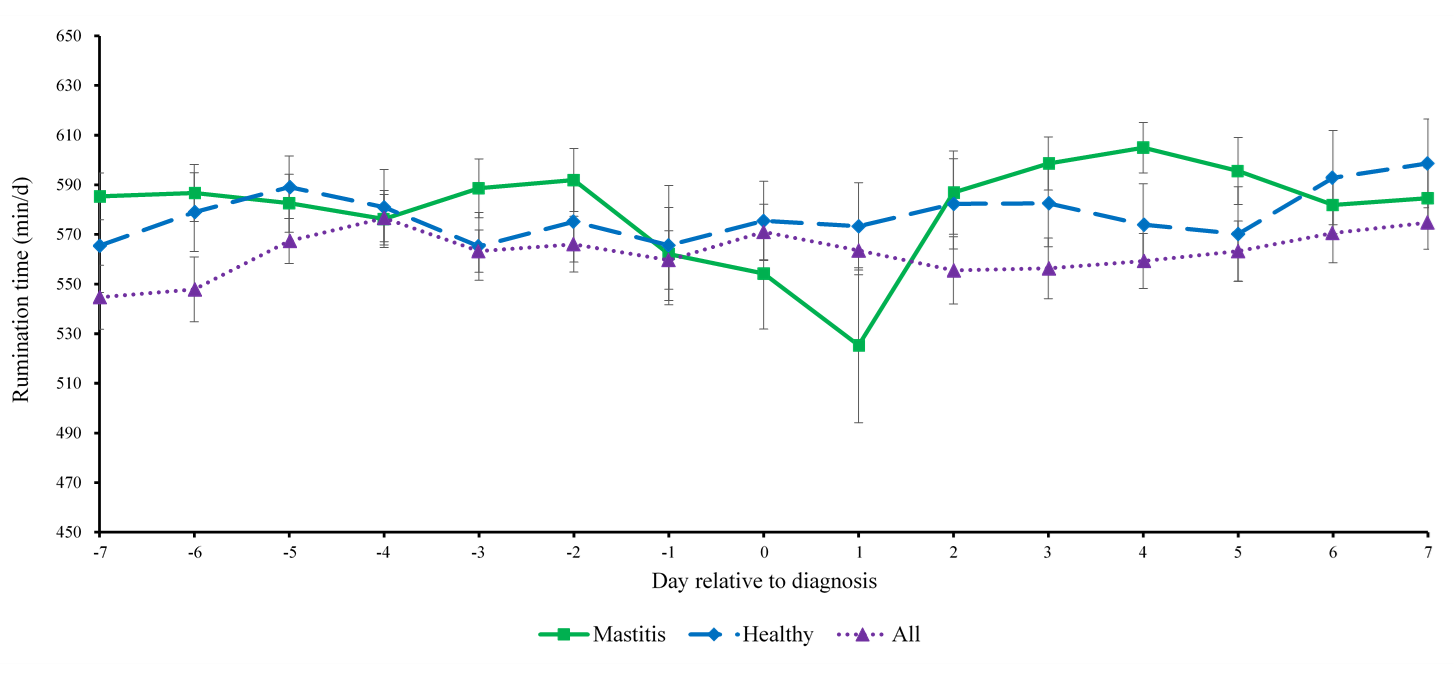 650
630
610
590
570
550
530
510
490
470
450
Rumination time (min/d)
-7 -6 -5 -4 -3 -2 -1 0 1 2 3 4 5 6 7
Day relative to diagnosis
Mastitis Healthy All